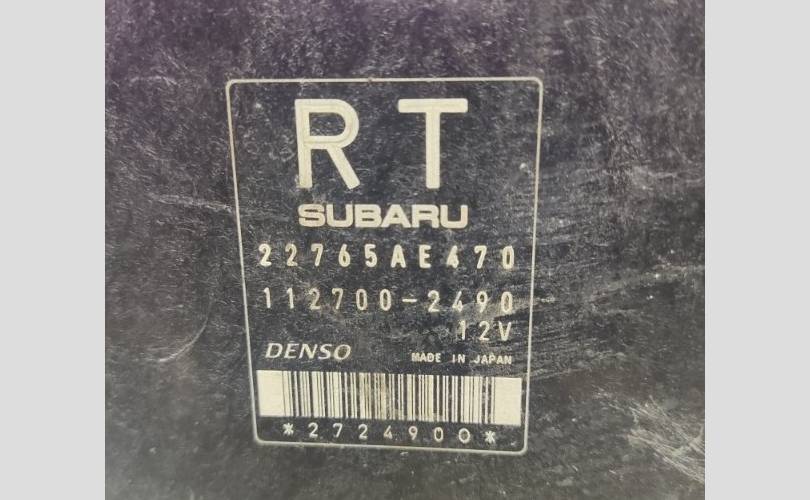 RT
SUBARU
22765AE470
112700-2490
12V
DENSO MADE IN JAPAN
*2724900*